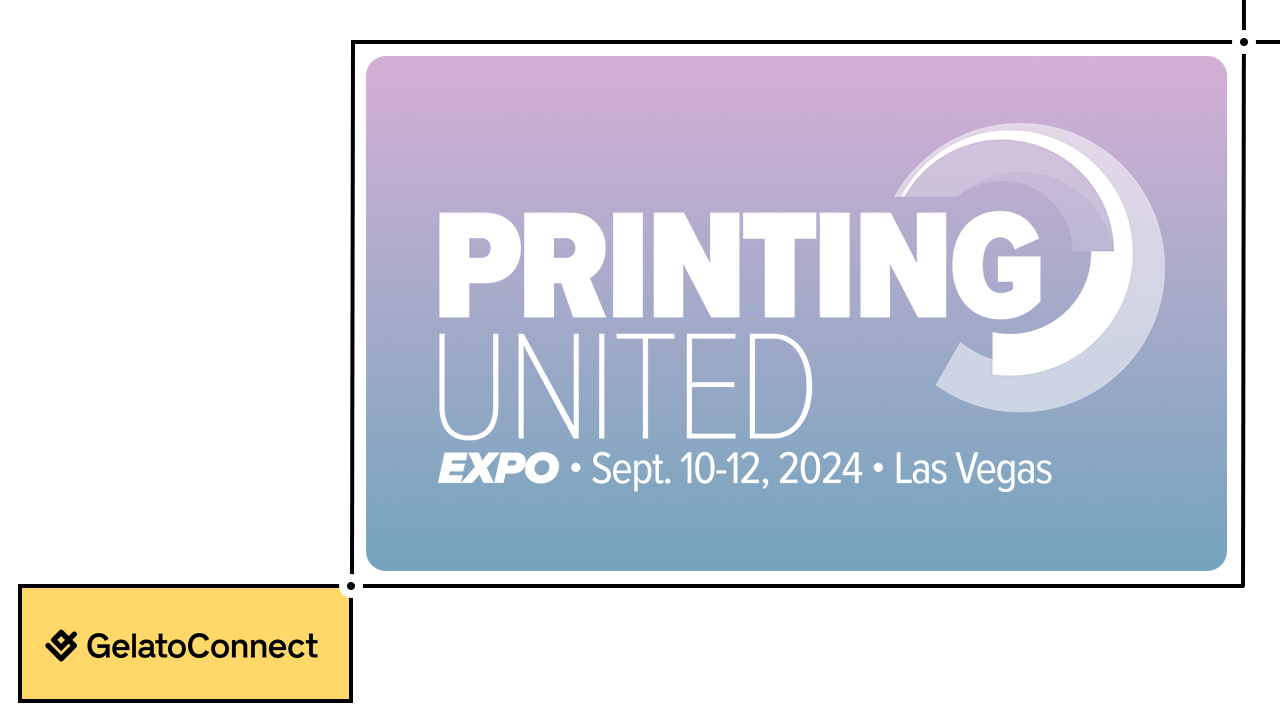 PRINTING
UNITED
EXPO • Sept. 10-12, 2024 • Las Vegas
GelatoConnect